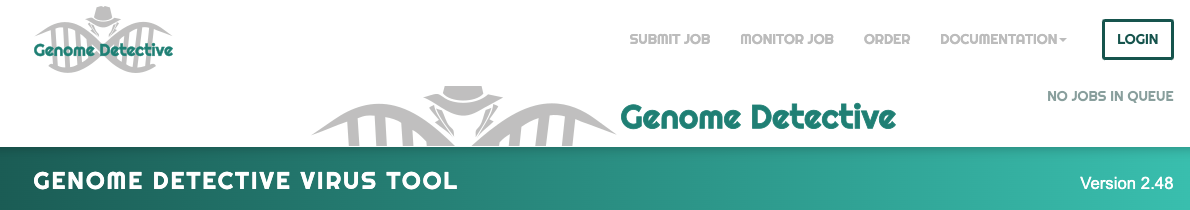 Genome Detective
SUBMIT JOB MONITOR JOB ORDER DOCUMENTATION LOGIN
NO JOBS IN QUEUE
Genome Detective
GENOME DETECTIVE VIRUS TOOL
Version 2.48